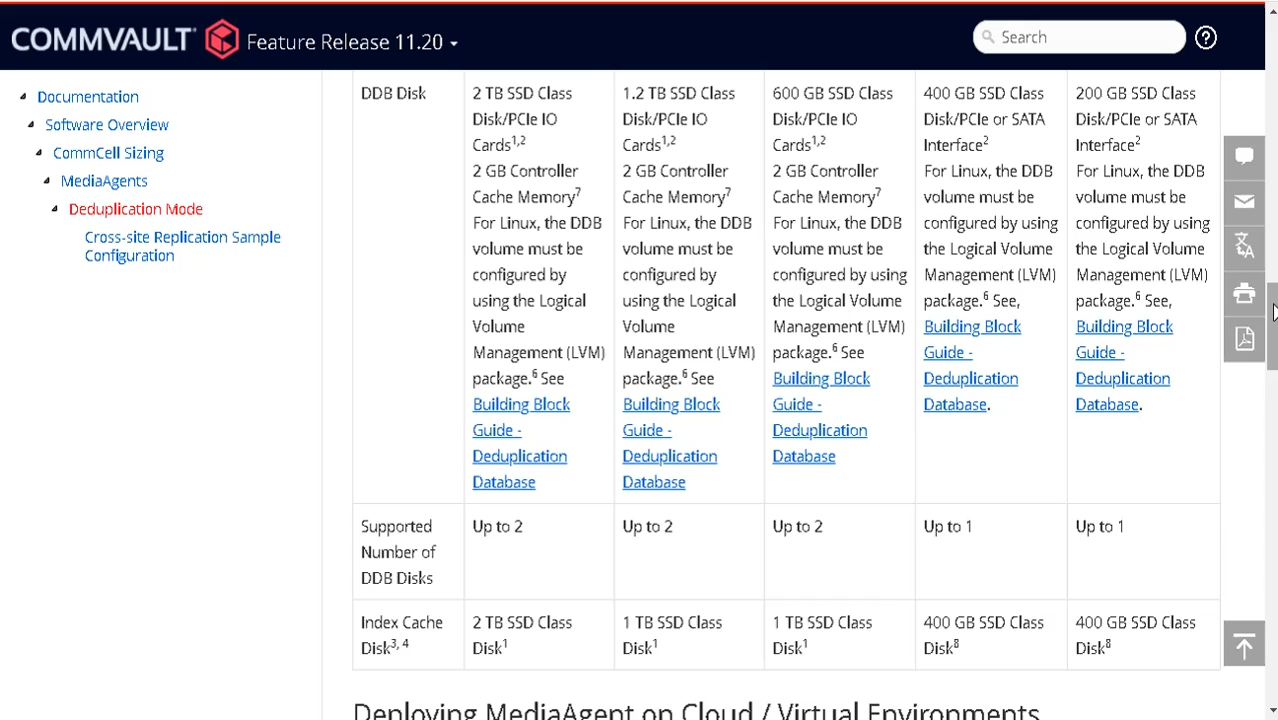 COMMVAULT Feature Release 11.20
Search
Documentation
Software Overview
CommCell Sizing
MediaAgents
Deduplication Mode
Cross-site Replication Sample
Configuration
DDB Disk
2 TB SSD Class
Disk/PCIe IO
Cards1,2
2 GB Controller
Cache Memory7
For Linux, the DDB
volume must be
configured by
using the Logical
Volume
Management (LVM)
package.6 See
Building Block
Guide -
Deduplication
Database
1.2 TB SSD Class
Disk/PCIe IO
Cards1,2
2 GB Controller
Cache Memory7
For Linux, the DDB
volume must be
configured by
using the Logical
Volume
Management (LVM)
package.6 See
Building Block
Guide -
Deduplication
Database
600 GB SSD Class
Disk/PCIe IO
Cards1,2
2 GB Controller
Cache Memory7
For Linux, the DDB
volume must be
configured by using
the Logical Volume
Management (LVM)
package.6 See
Building Block
Guide -
Deduplication
Database
400 GB SSD Class
Disk/PCIe or SATA
Interface2
For Linux, the DDB
volume must be
configured by using
the Logical Volume
Management (LVM)
package.6 See,
Building Block
Guide -
Deduplication
Database.
200 GB SSD Class
Disk/PCIe or SATA
Interface2
For Linux, the DDB
volume must be
configured by using
the Logical Volume
Management (LVM)
package.6 See,
Building Block
Guide -
Deduplication
Database.
Supported
Number of
DDB Disks
Up to 2
Up to 2
Up to 2
Up to 1
Up to 1
Index Cache
Disk3, 4
2 TB SSD Class
Disk1
1 TB SSD Class
Disk1
1 TB SSD Class
Disk1
400 GB SSD Class
Disk8
400 GB SSD Class
Disk8
Deploying MediaAgent on Cloud / Virtual Environments